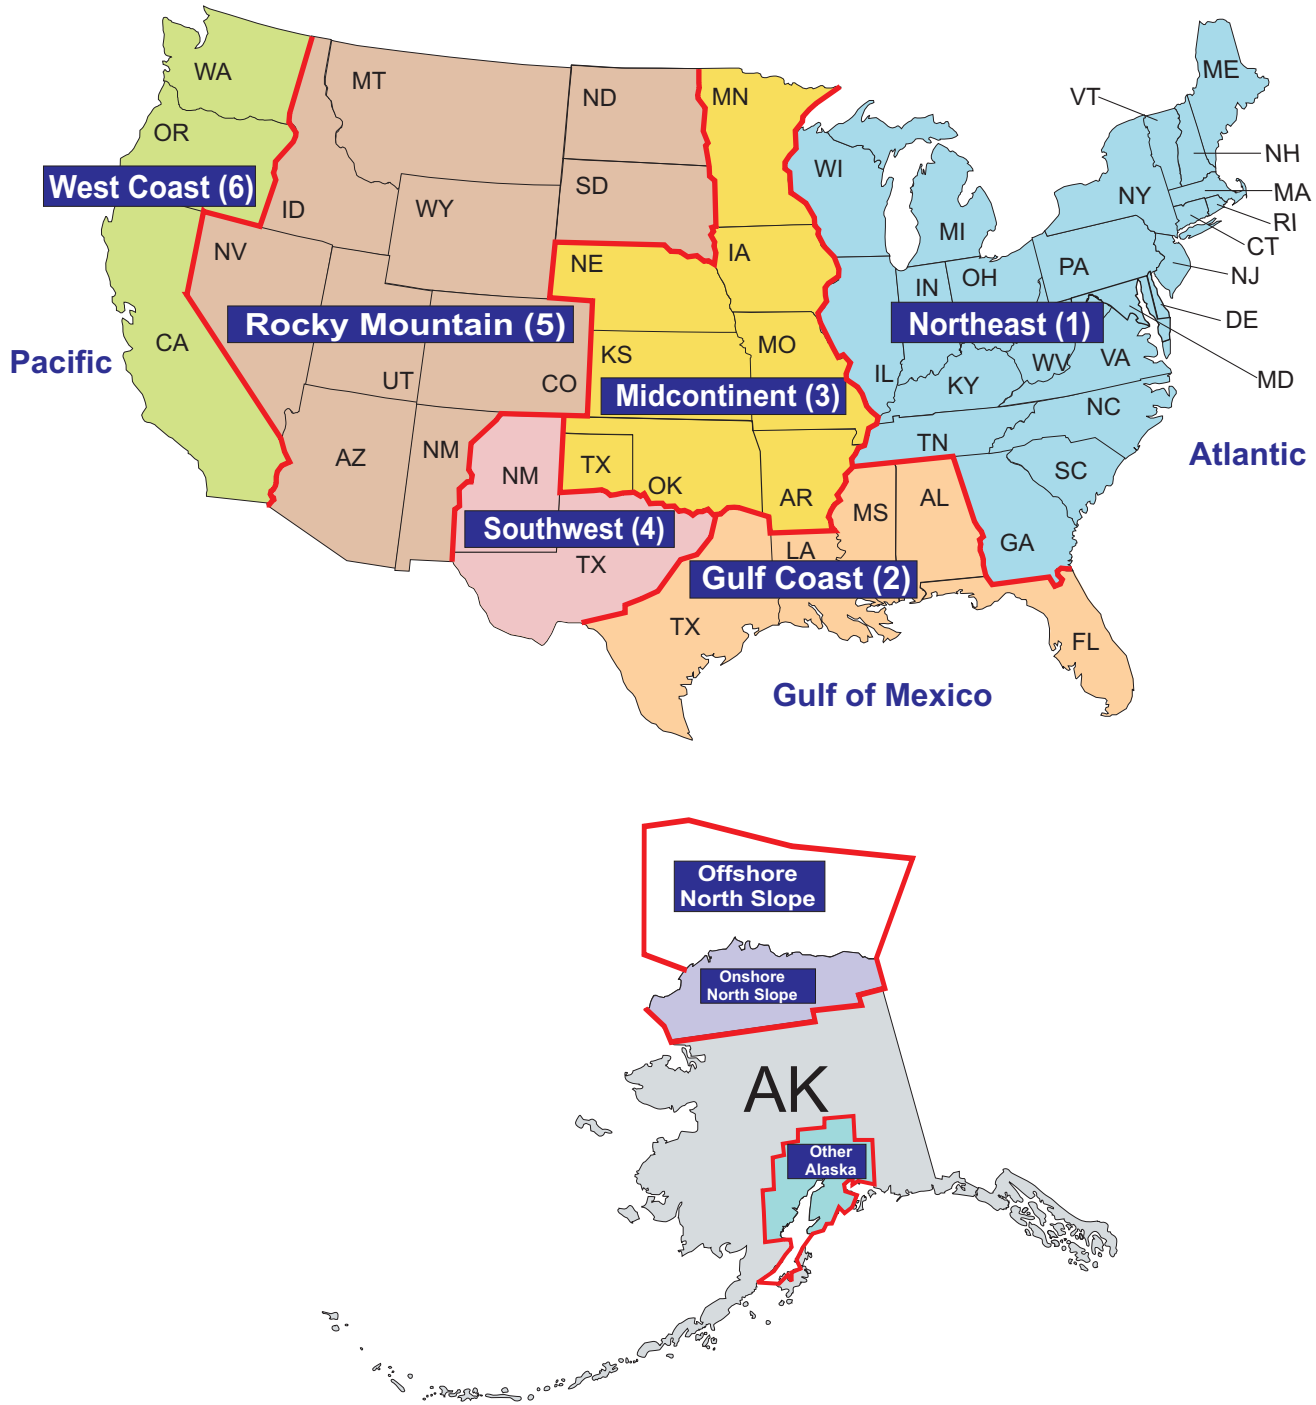 WA
MT
ND
MN
ME
VT
OR
WI
NH
West Coast (6)
ID
WY
SD
NY
MA
RI
NV
MI
CT
NE
IA
PA
NJ
IN
OH
Rocky Mountain (5)
Northeast (1)
DE
Pacific
CA
KS
MO
VA
WV
UT
CO
IL
KY
MD
Midcontinent (3)
NC
AZ
NM
TN
Atlantic
NM
TX
OK
AR
SC
MS
AL
Southwest (4)
GA
TX
LA
Gulf Coast (2)
TX
FL
Gulf of Mexico
Offshore
North Slope
Onshore
North Slope
AK
Other
Alaska